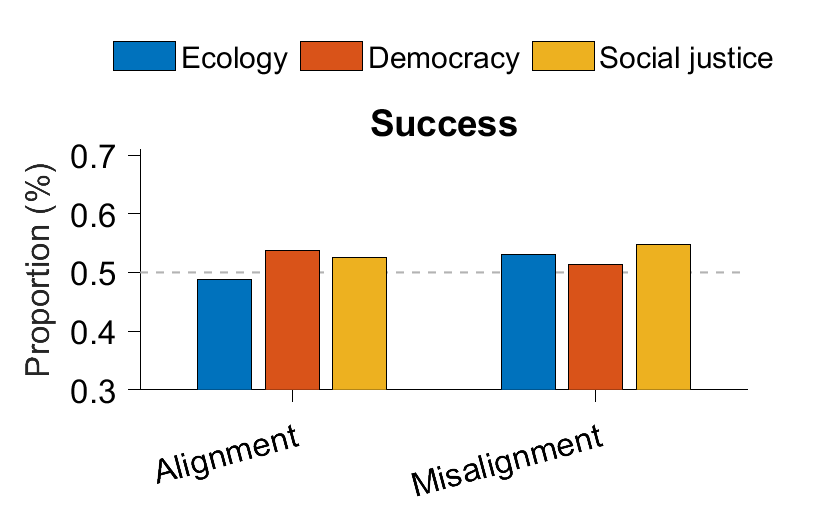 Ecology Democracy Social justice
Success
Proportion (%)
0.7
0.6
0.5
0.4
0.3
Alignment
Misalignment